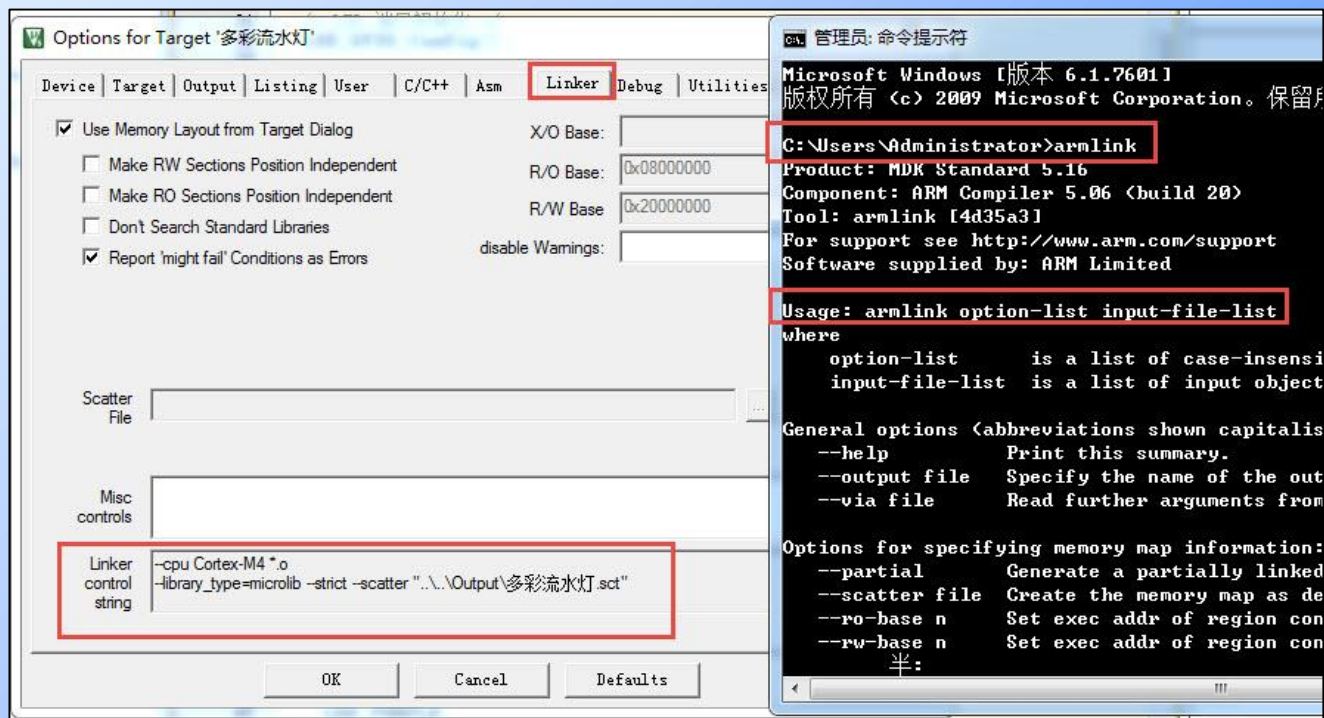 Options for Target '多彩流水灯'
Device Target Output Listing User C/C++ Asm Linker Debug Utilities
Use Memory Layout from Target Dialog
Make RW Sections Position Independent
Make RO Sections Position Independent
Don't Search Standard Libraries
Report 'might fail' Conditions as Errors
X/O Base:
R/O Base: 0x08000000
R/W Base 0x20000000
disable Warnings:
Scatter
File
...
Misc
controls
Linker
control
string
--cpu Cortex-M4 *.o
--library_type=microlib --strict --scatter "..\..\Output\多彩流水灯.sct"
OK Cancel Defaults
管理员: 命令提示符
Microsoft Windows [版本 6.1.7601]
版权所有 (c) 2009 Microsoft Corporation。保留
C:\Users\Administrator>armlink
Product: MDK Standard 5.16
Component: ARM Compiler 5.06 (build 20)
Tool: armlink [4d35a3]
For support see http://www.arm.com/support
Software supplied by: ARM Limited
Usage: armlink option-list input-file-list
where
option-list is a list of case-insensi
input-file-list is a list of input object
General options (abbreviations shown capitalis
--help Print this summary.
--output file Specify the name of the out
--via file Read further arguments from
Options for specifying memory map information:
--partial Generate a partially linked
--scatter file Create the memory map as de
--ro-base n Set exec addr of region con
--rw-base n Set exec addr of region con
半: